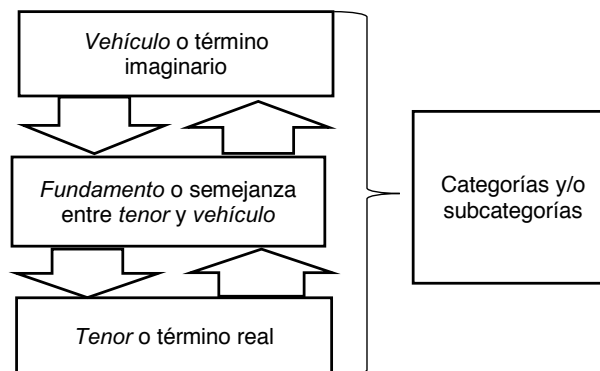 Vehículo o término
imaginario
Fundamento o semejanza
entre tenor y vehículo
Tenor o término real
Categorías y/o
subcategorías